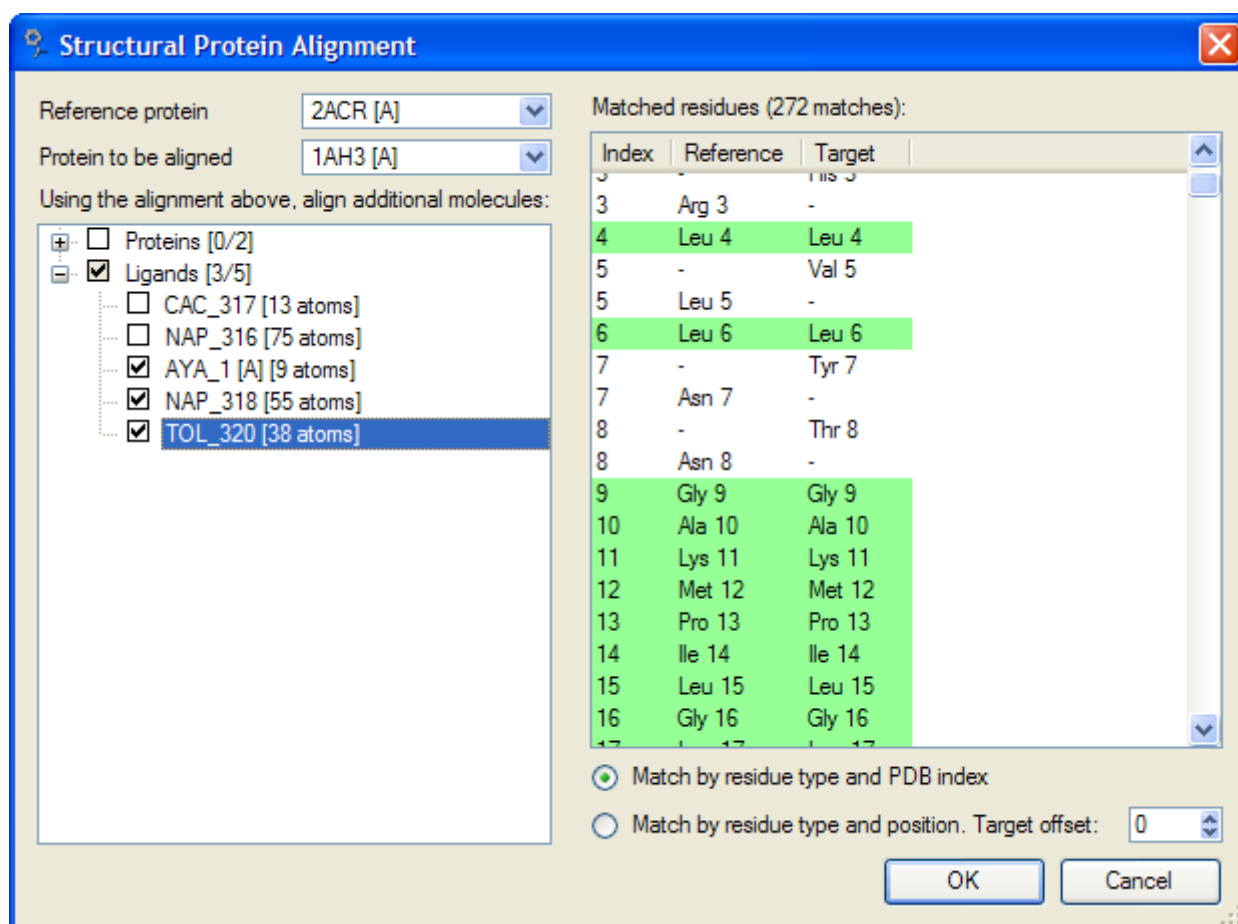 Structural Protein Alignment
Reference protein 2ACR [A]
Protein to be aligned 1AH3 [A]
Using the alignment above, align additional molecules:
Proteins [0/2]
Ligands [3/5]
CAC_317 [13 atoms]
NAP_316 [75 atoms]
AYA_1 [A] [9 atoms]
NAP_318 [55 atoms]
TOL_320 [38 atoms]
Matched residues (272 matches):
Index Reference Target
3 - His 3
3 Arg 3 -
4 Leu 4 Leu 4
5 - Val 5
5 Leu 5 -
6 Leu 6 Leu 6
7 - Tyr 7
7 Asn 7 -
8 - Thr 8
8 Asn 8 -
9 Gly 9 Gly 9
10 Ala 10 Ala 10
11 Lys 11 Lys 11
12 Met 12 Met 12
13 Pro 13 Pro 13
14 Ile 14 Ile 14
15 Leu 15 Leu 15
16 Gly 16 Gly 16
Match by residue type and PDB index
Match by residue type and position. Target offset: 0
OK Cancel